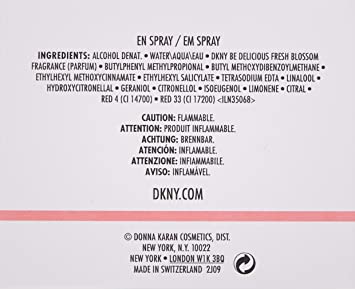 EN SPRAY / EM SPRAY
INGREDIENTS: ALCOHOL DENAT. • WATER\AQUA\EAU • DKNY BE DELICIOUS FRESH BLOSSOM
FRAGRANCE (PARFUM) • BUTYLPHENYL METHYLPROPIONAL • BUTYL METHOXYDIBENZOYLMETHANE •
ETHYLHEXYL METHOXYCINNAMATE • ETHYLHEXYL SALICYLATE • TETRASODIUM EDTA • LINALOOL •
HYDROXYCITRONELLAL • GERANIOL • CITRONELLOL • ISOEUGENOL • LIMONENE • CITRAL •
RED 4 (CI 14700) • RED 33 (CI 17200) <ILN35068>
CAUTION: FLAMMABLE.
ATTENTION: PRODUIT INFLAMMABLE.
ACHTUNG: BRENNBAR.
ATENCIÓN: INFLAMABLE.
ATTENZIONE: INFIAMMABILE.
AVISO: INFLAMÁVEL.
DKNY.COM
© DONNA KARAN COSMETICS, DIST.
NEW YORK, N.Y. 10022
NEW YORK • LONDON W1K 3BQ
MADE IN SWITZERLAND 2J09